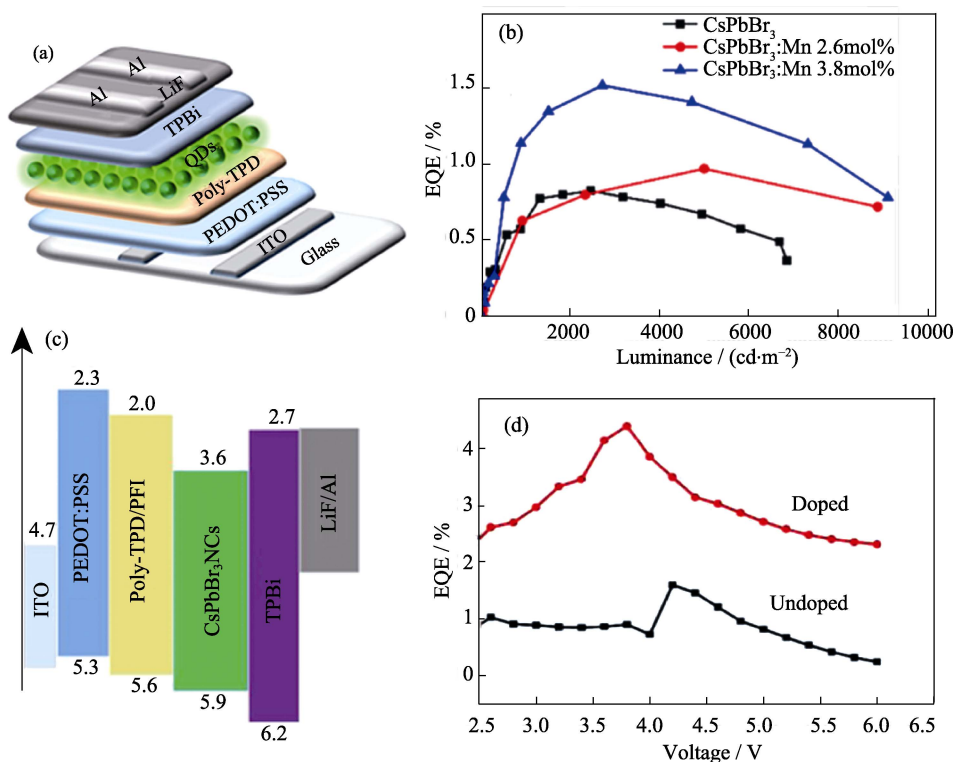 (a)
Al
Al
LiF
TPBi
QDs
Poly-TPD
PEDOT:PSS
ITO
Glass
(b)
CsPbBr₃
CsPbBr₃:Mn 2.6mol%
CsPbBr₃:Mn 3.8mol%
EQE / %
1.5
1.0
0.5
0
2000 4000 6000 8000 10000
Luminance / (cd·m⁻²)
(c)
2.3
2.0
2.7
3.6
4.7
ITO
PEDOT:PSS
Poly-TPD/PFI
CsPbBr₃NCs
TPBi
LiF/Al
5.3
5.6
5.9
6.2
(d)
EQE / %
4
3
2
1
0
Doped
Undoped
2.5 3.0 3.5 4.0 4.5 5.0 5.5 6.0 6.5
Voltage / V